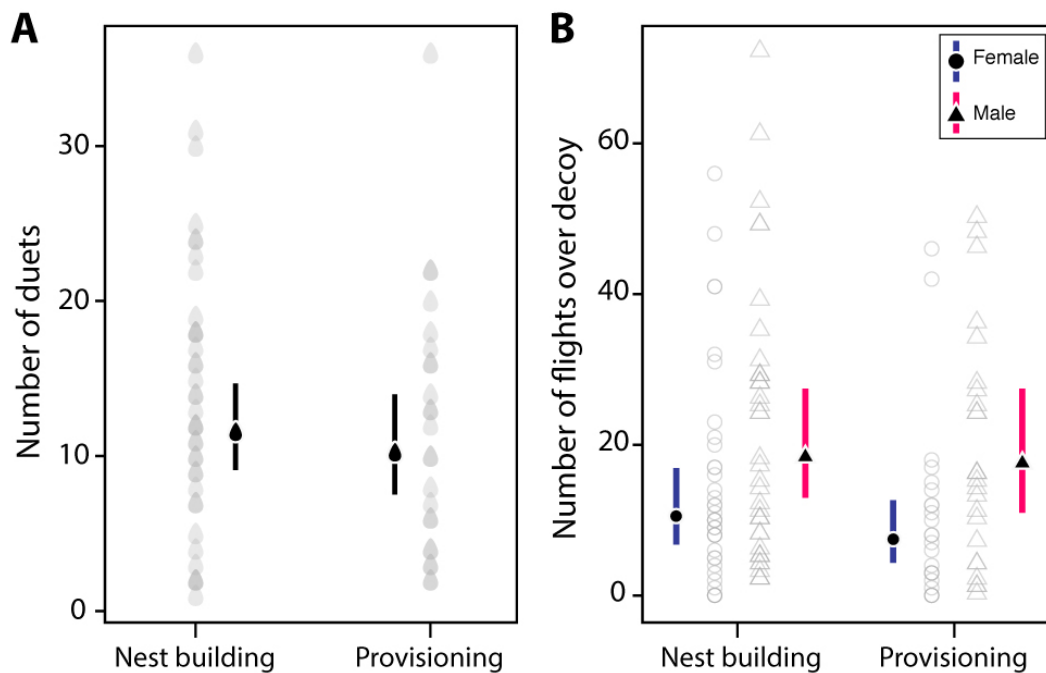 A
Number of duets
30
20
10
0
Nest building
Provisioning
B
Number of flights over decoy
60
40
20
0
Female
Male
Nest building
Provisioning